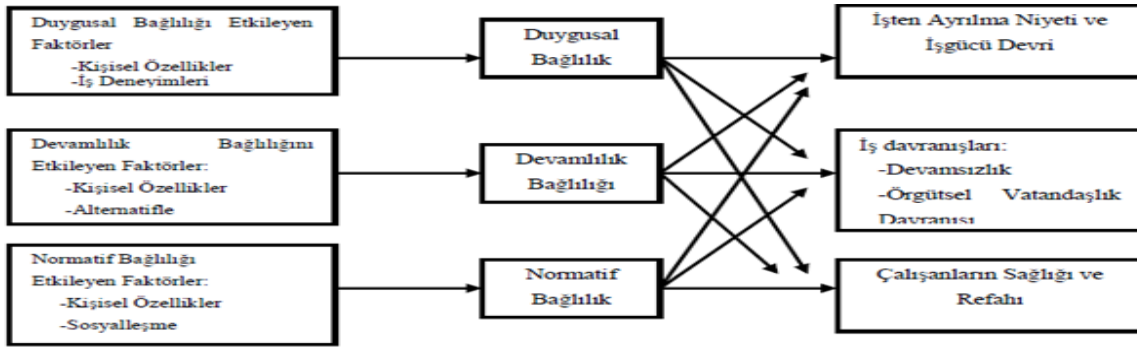 Duygusal Bağlılığı Etkileyen
Faktörler
-Kişisel Özellikler
-İş Deneyimleri
Duygusal
Bağlılık
İşten Ayrılma Niyeti ve
İşgücü Devri
Devamlılık Bağlılığını
Etkileyen Faktörler:
-Kişisel Özellikler
-Alternatifle
Devamlılık
Bağlılığı
İş davranışları:
-Devamsızlık
-Örgütsel Vatandaşlık
Davranışı
Normatif Bağlılığı
Etkileyen Faktörler:
-Kişisel Özellikler
-Sosyalleşme
Normatif
Bağlılık
Çalışanların Sağlığı ve
Refahı